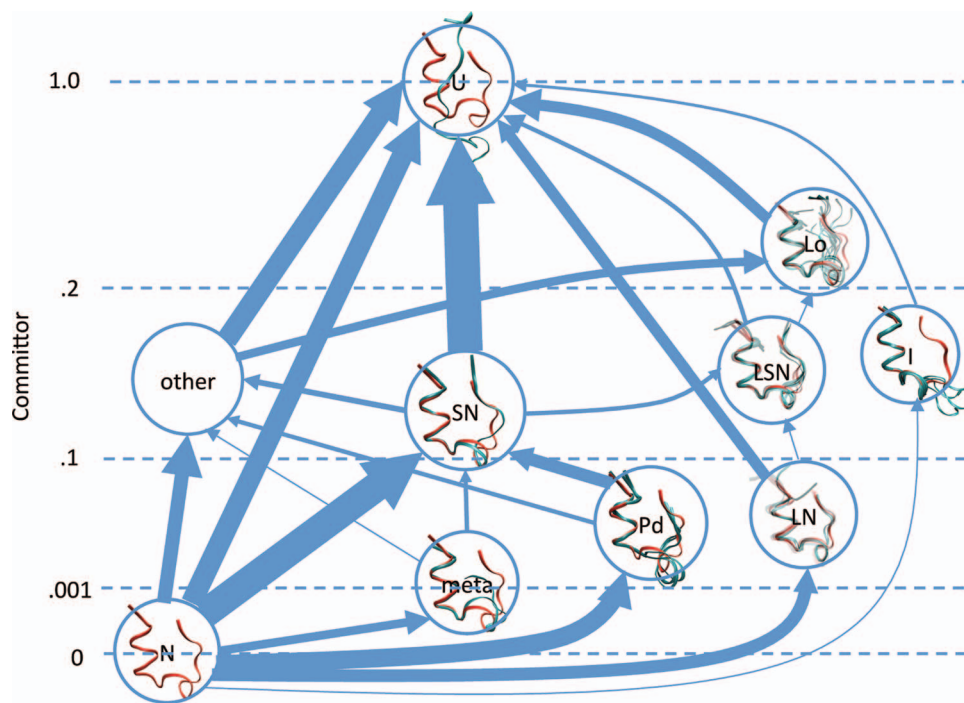 1.0
U
Lo
.2
Committor
other
LSN
I
SN
.1
Pd
LN
.001
meta
N
0